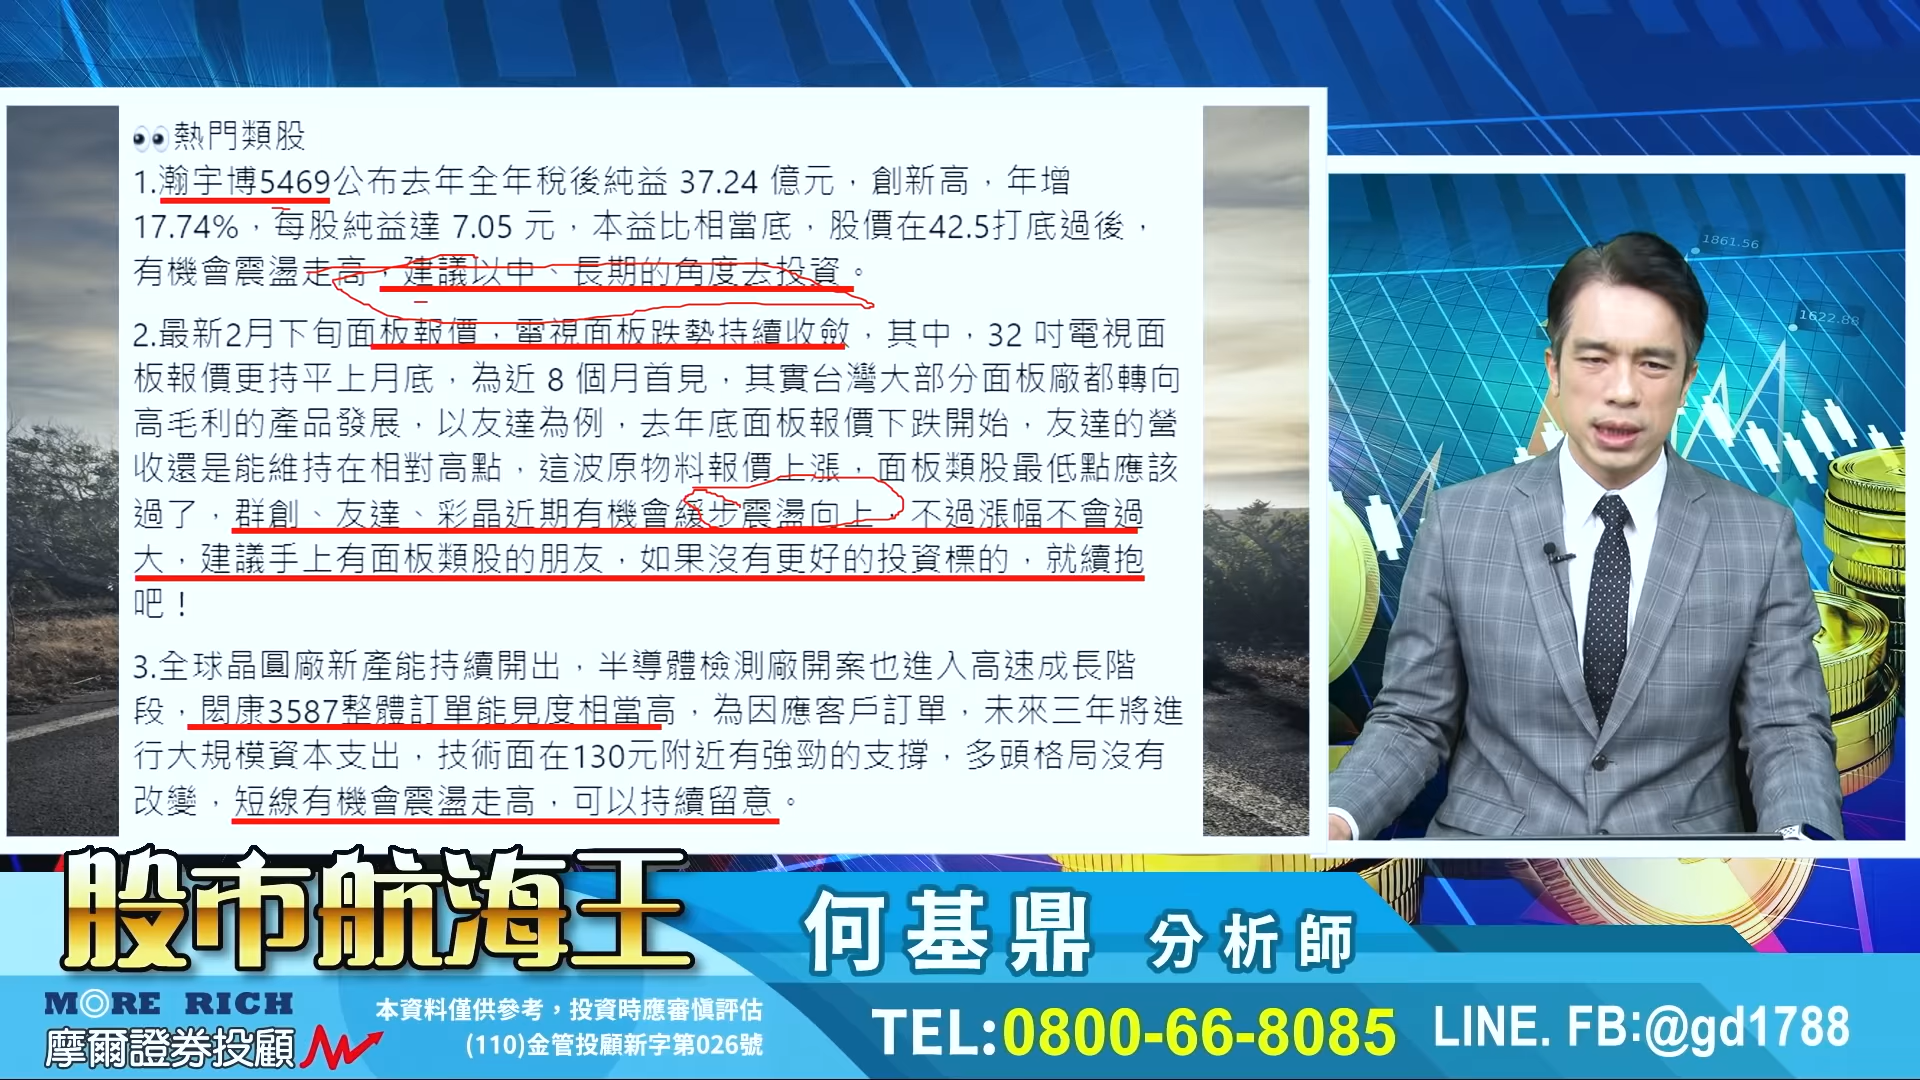 👀熱門類股
1.瀚宇博5469公布去年全年稅後純益 37.24 億元，創新高，年增
17.74%，每股純益達 7.05 元，本益比相當底，股價在42.5打底過後，
有機會震盪走高，建議以中、長期的角度去投資。
2.最新2月下旬面板報價，電視面板跌勢持續收斂，其中，32 吋電視面
板報價更持平上月底，為近 8 個月首見，其實台灣大部分面板廠都轉向
高毛利的產品發展，以友達為例，去年底面板報價下跌開始，友達的營
收還是能維持在相對高點，這波原物料報價上漲，面板類股最低點應該
過了，群創、友達、彩晶近期有機會緩步震盪向上，不過漲幅不會過
大，建議手上有面板類股的朋友，如果沒有更好的投資標的，就續抱
吧！
3.全球晶圓廠新產能持續開出，半導體檢測廠開案也進入高速成長階
段，閎康3587整體訂單能見度相當高，為因應客戶訂單，未來三年將進
行大規模資本支出，技術面在130元附近有強勁的支撐，多頭格局沒有
改變，短線有機會震盪走高，可以持續留意。
1861.56
1622.88
股市航海王
何基鼎 分析師
MORE RICH
摩爾證券投顧
本資料僅供參考，投資時應審慎評估
(110)金管投顧新字第026號
TEL:0800-66-8085
LINE. FB:@gd1788